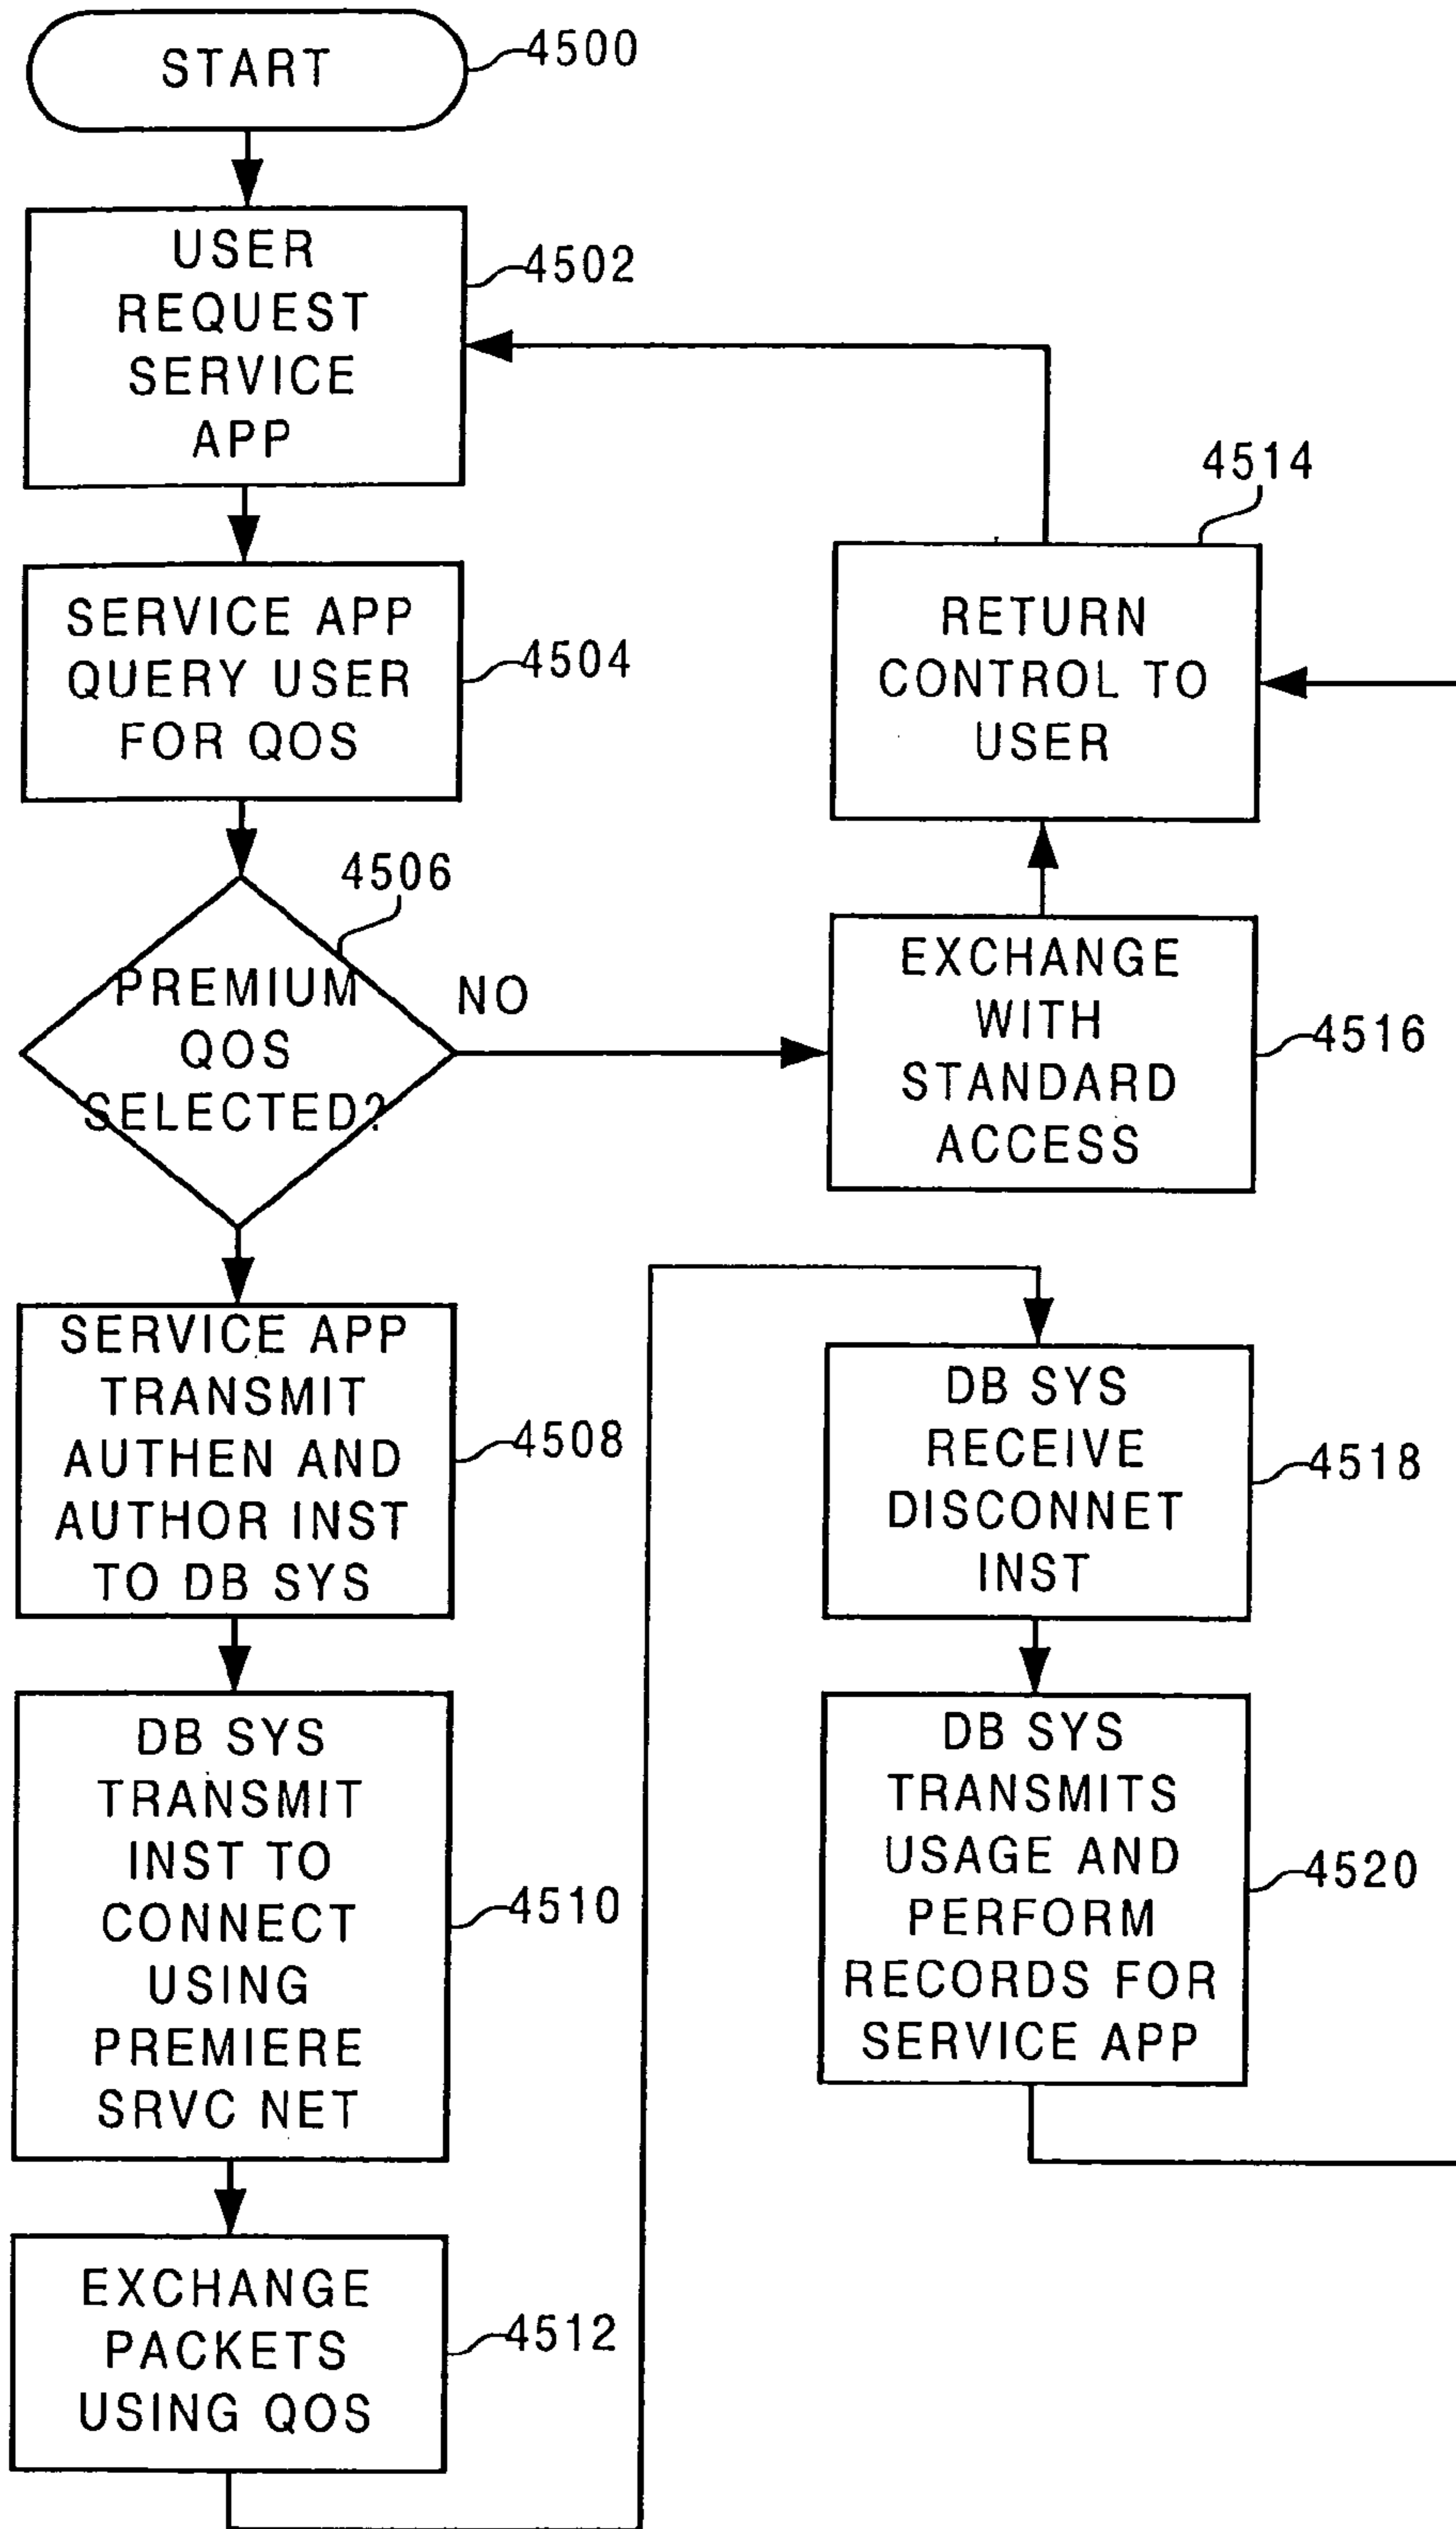 START
4500
USER
REQUEST
SERVICE
APP
4502
SERVICE APP
QUERY USER
FOR QOS
4504
4506
PREMIUM
QOS
SELECTED?
NO
SERVICE APP
TRANSMIT
AUTHEN AND
AUTHOR INST
TO DB SYS
4508
DB SYS
TRANSMIT
INST TO
CONNECT
USING
PREMIERE
SRVC NET
4510
EXCHANGE
PACKETS
USING QOS
4512
4514
RETURN
CONTROL TO
USER
EXCHANGE
WITH
STANDARD
ACCESS
4516
DB SYS
RECEIVE
DISCONNET
INST
4518
DB SYS
TRANSMITS
USAGE AND
PERFORM
RECORDS FOR
SERVICE APP
4520